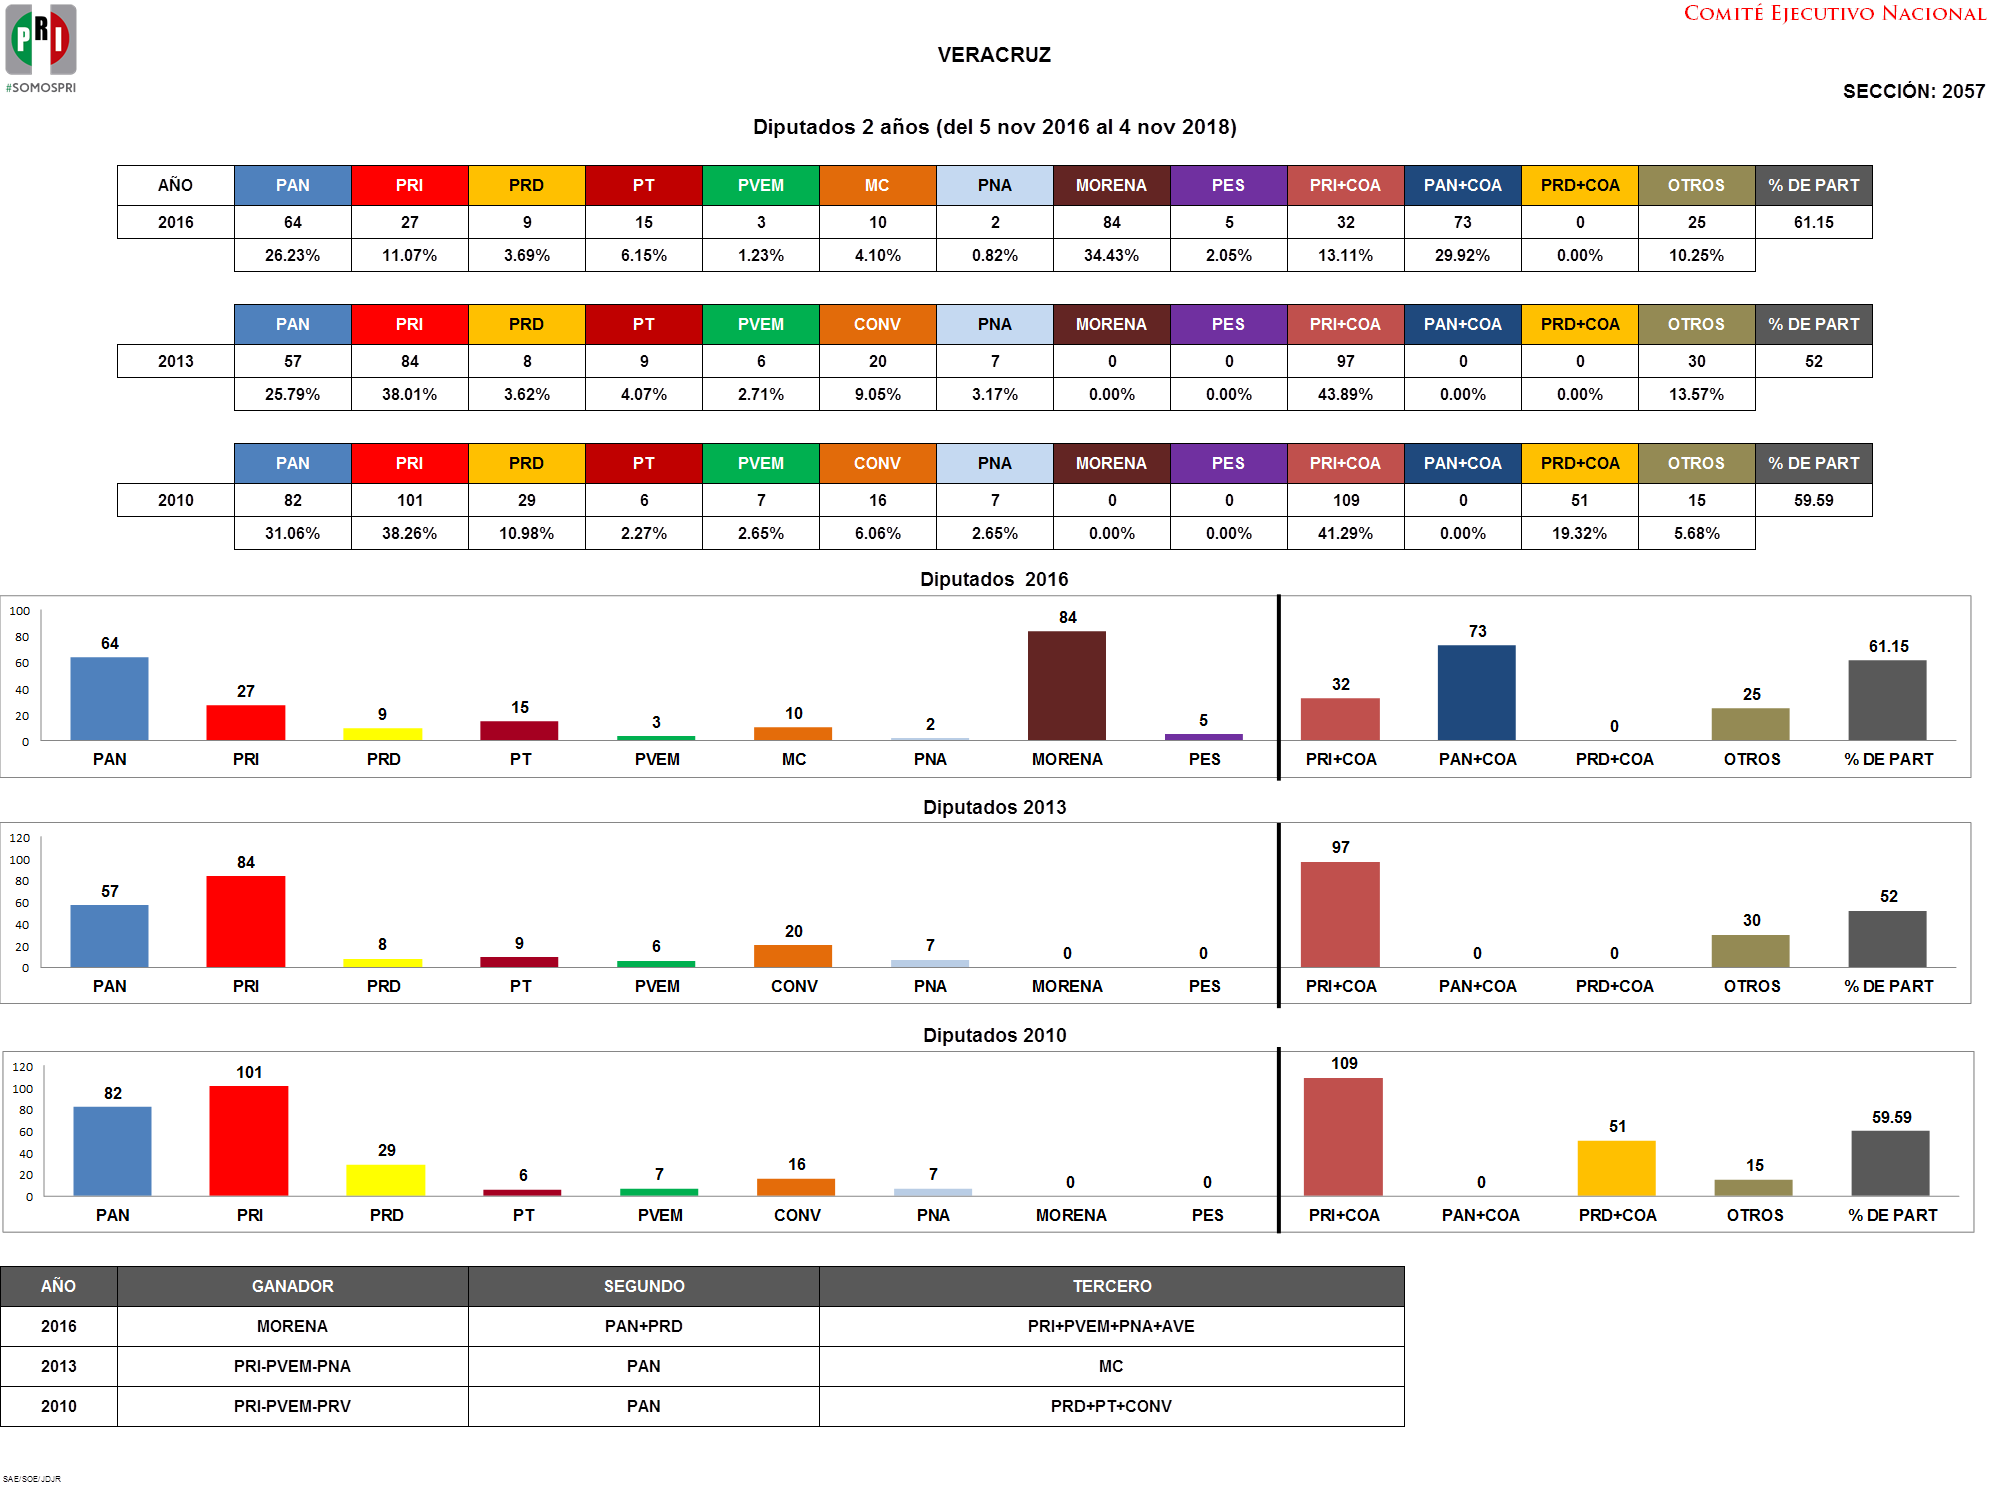 PRI
#SOMOSPRI
COMITÉ EJECUTIVO NACIONAL
VERACRUZ
SECCIÓN: 2057
Diputados 2 años (del 5 nov 2016 al 4 nov 2018)
AÑO PAN PRI PRD PT PVEM MC PNA MORENA PES PRI+COA PAN+COA PRD+COA OTROS % DE PART
2016 64 27 9 15 3 10 2 84 5 32 73 0 25 61.15
26.23% 11.07% 3.69% 6.15% 1.23% 4.10% 0.82% 34.43% 2.05% 13.11% 29.92% 0.00% 10.25%
PAN PRI PRD PT PVEM CONV PNA MORENA PES PRI+COA PAN+COA PRD+COA OTROS % DE PART
2013 57 84 8 9 6 20 7 0 0 97 0 0 30 52
25.79% 38.01% 3.62% 4.07% 2.71% 9.05% 3.17% 0.00% 0.00% 43.89% 0.00% 0.00% 13.57%
PAN PRI PRD PT PVEM CONV PNA MORENA PES PRI+COA PAN+COA PRD+COA OTROS % DE PART
2010 82 101 29 6 7 16 7 0 0 109 0 51 15 59.59
31.06% 38.26% 10.98% 2.27% 2.65% 6.06% 2.65% 0.00% 0.00% 41.29% 0.00% 19.32% 5.68%
Diputados 2016
100
80
60
40
20
0
64 27 9 15 3 10 2 84 5 32 73 0 25 61.15
PAN PRI PRD PT PVEM MC PNA MORENA PES PRI+COA PAN+COA PRD+COA OTROS % DE PART
Diputados 2013
120
100
80
60
40
20
0
57 84 8 9 6 20 7 0 0 97 0 0 30 52
PAN PRI PRD PT PVEM CONV PNA MORENA PES PRI+COA PAN+COA PRD+COA OTROS % DE PART
Diputados 2010
120
100
80
60
40
20
0
82 101 29 6 7 16 7 0 0 109 0 51 15 59.59
PAN PRI PRD PT PVEM CONV PNA MORENA PES PRI+COA PAN+COA PRD+COA OTROS % DE PART
AÑO GANADOR SEGUNDO TERCERO
2016 MORENA PAN+PRD PRI+PVEM+PNA+AVE
2013 PRI-PVEM-PNA PAN MC
2010 PRI-PVEM-PRV PAN PRD+PT+CONV
SAE/SOE/JDJR